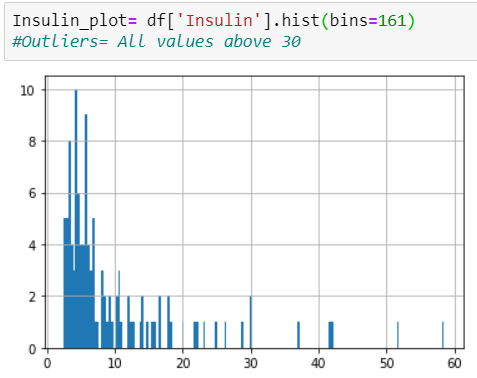 Insulin_plot= df['Insulin'].hist(bins=161)
#Outliers= All values above 30
10
8
6
4
2
0
0 10 20 30 40 50 60